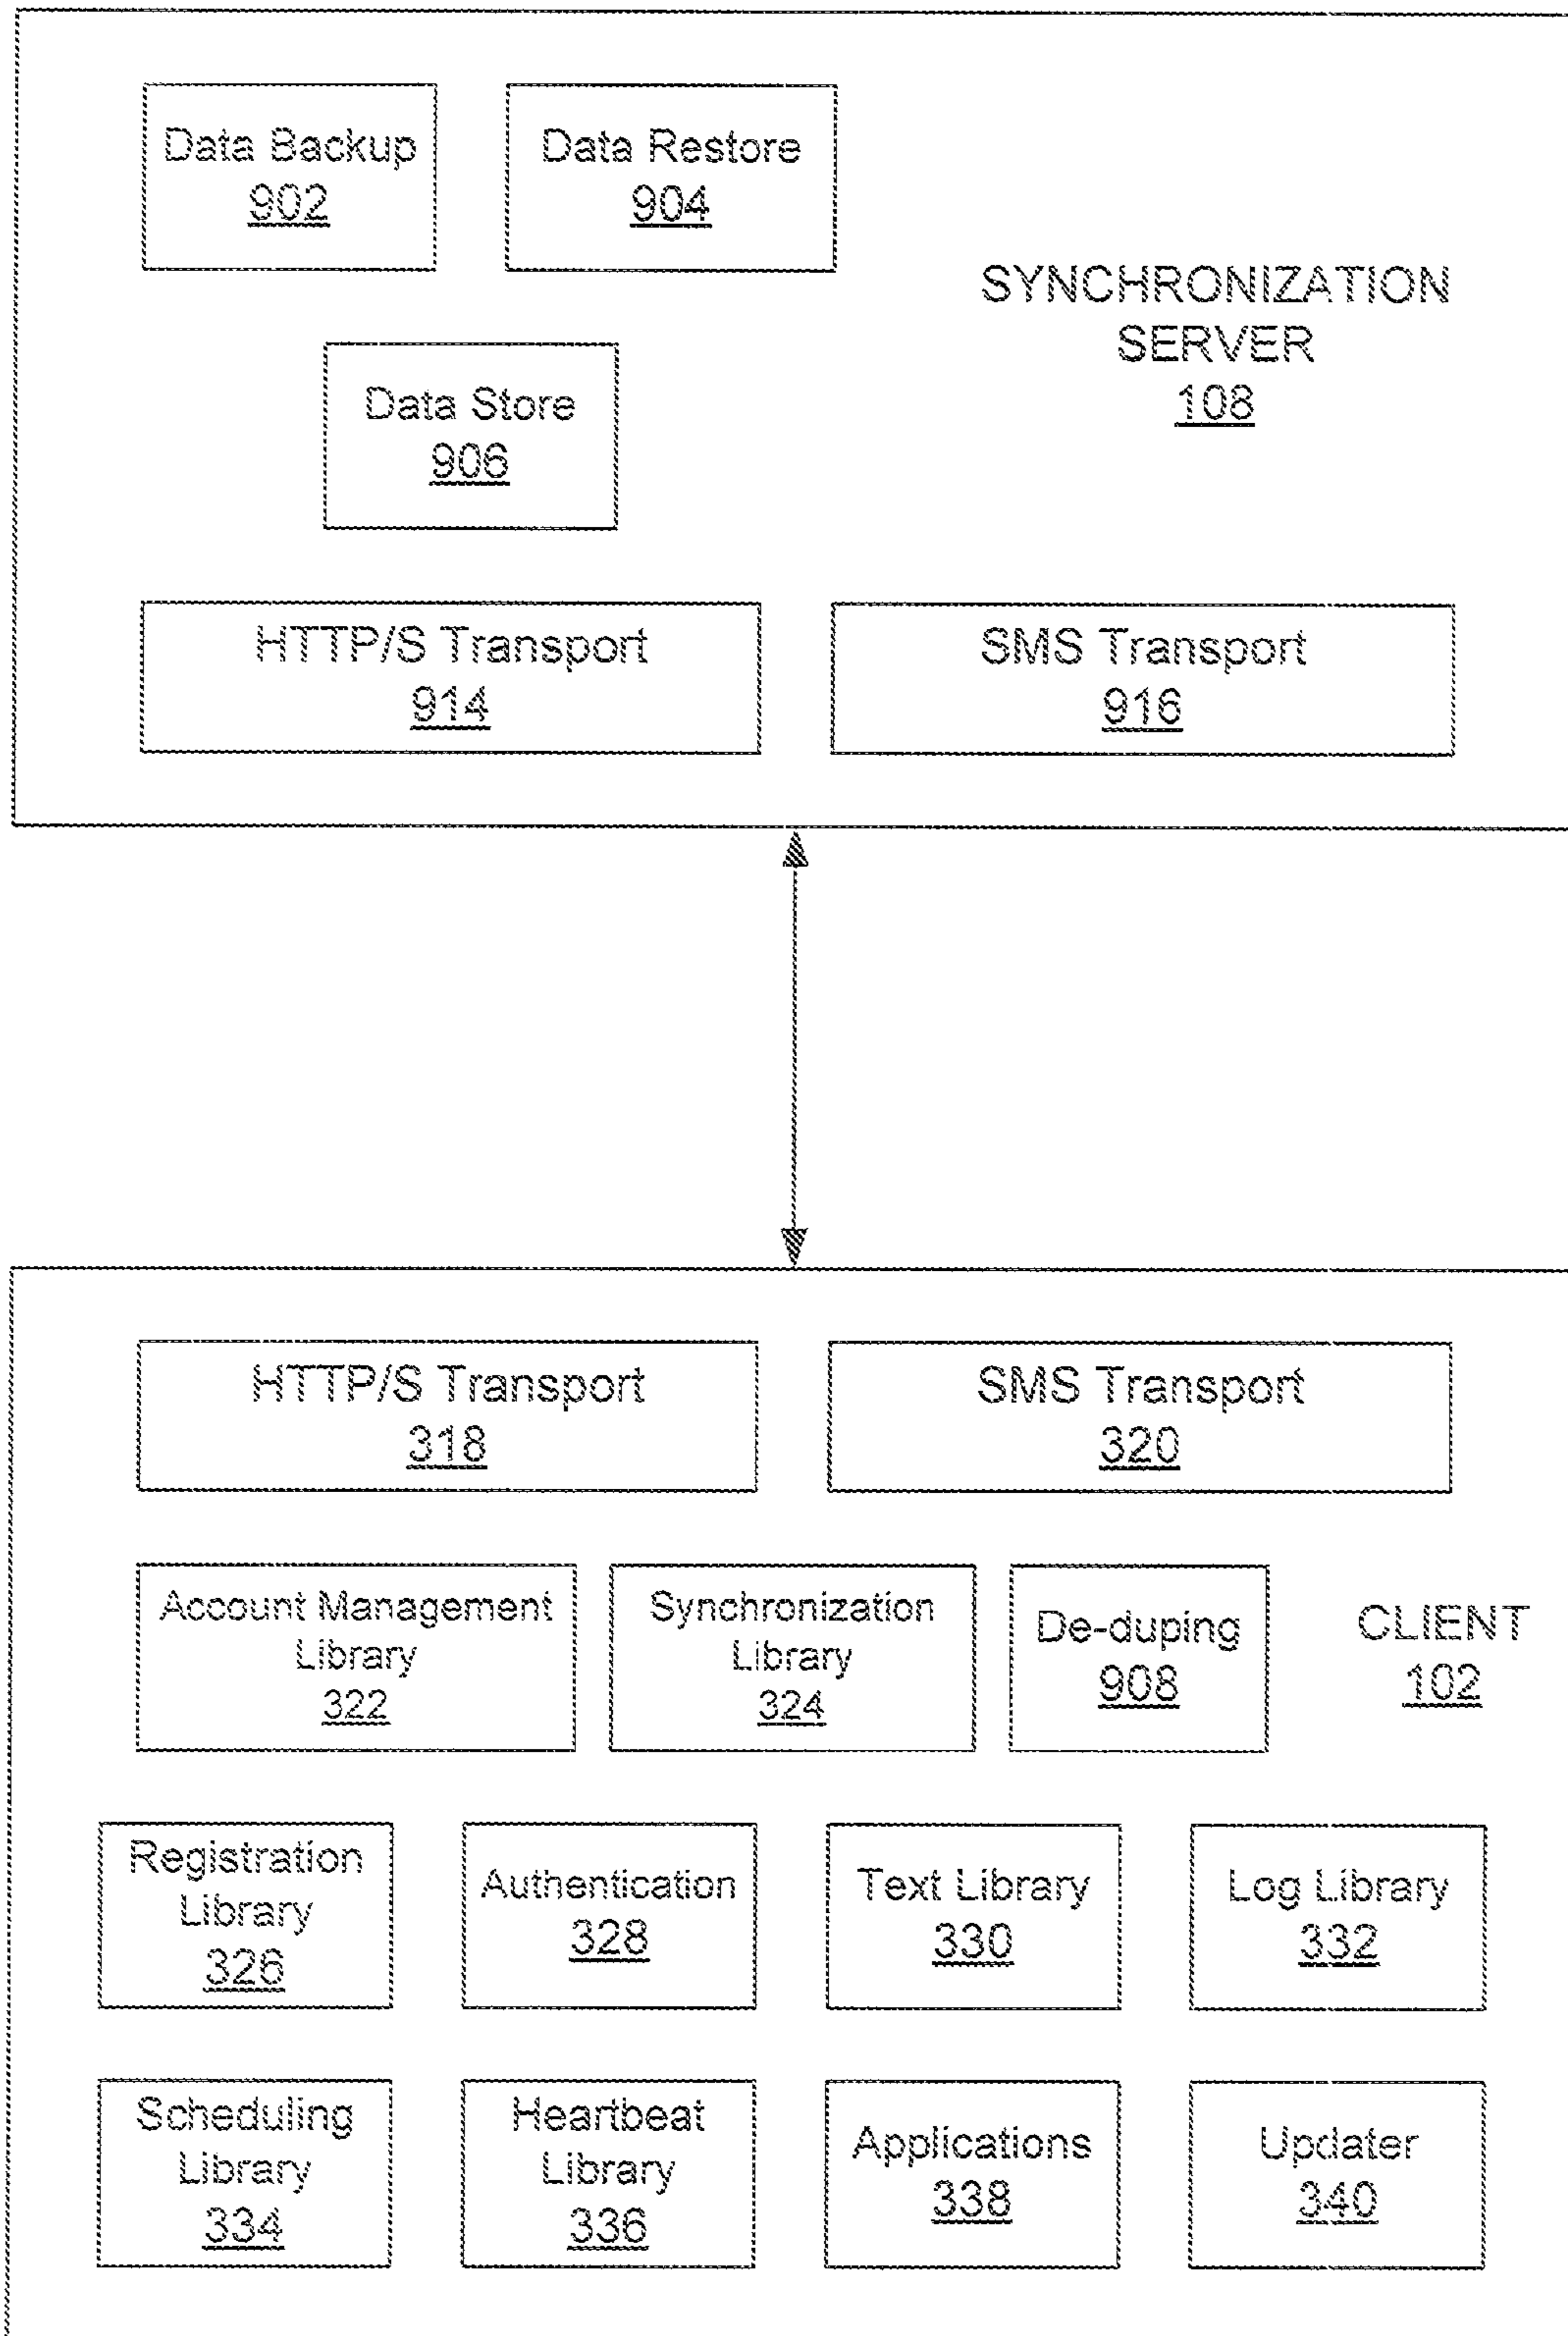 Data Backup
902
Data Restore
904
SYNCHRONIZATION
SERVER
108
Data Store
906
HTTP/S Transport
914
SMS Transport
916
HTTP/S Transport
318
SMS Transport
320
Account Management
Library
322
Synchronization
Library
324
De-duping
908
CLIENT
102
Registration
Library
326
Authentication
328
Text Library
330
Log Library
332
Scheduling
Library
334
Heartbeat
Library
336
Applications
338
Updater
340